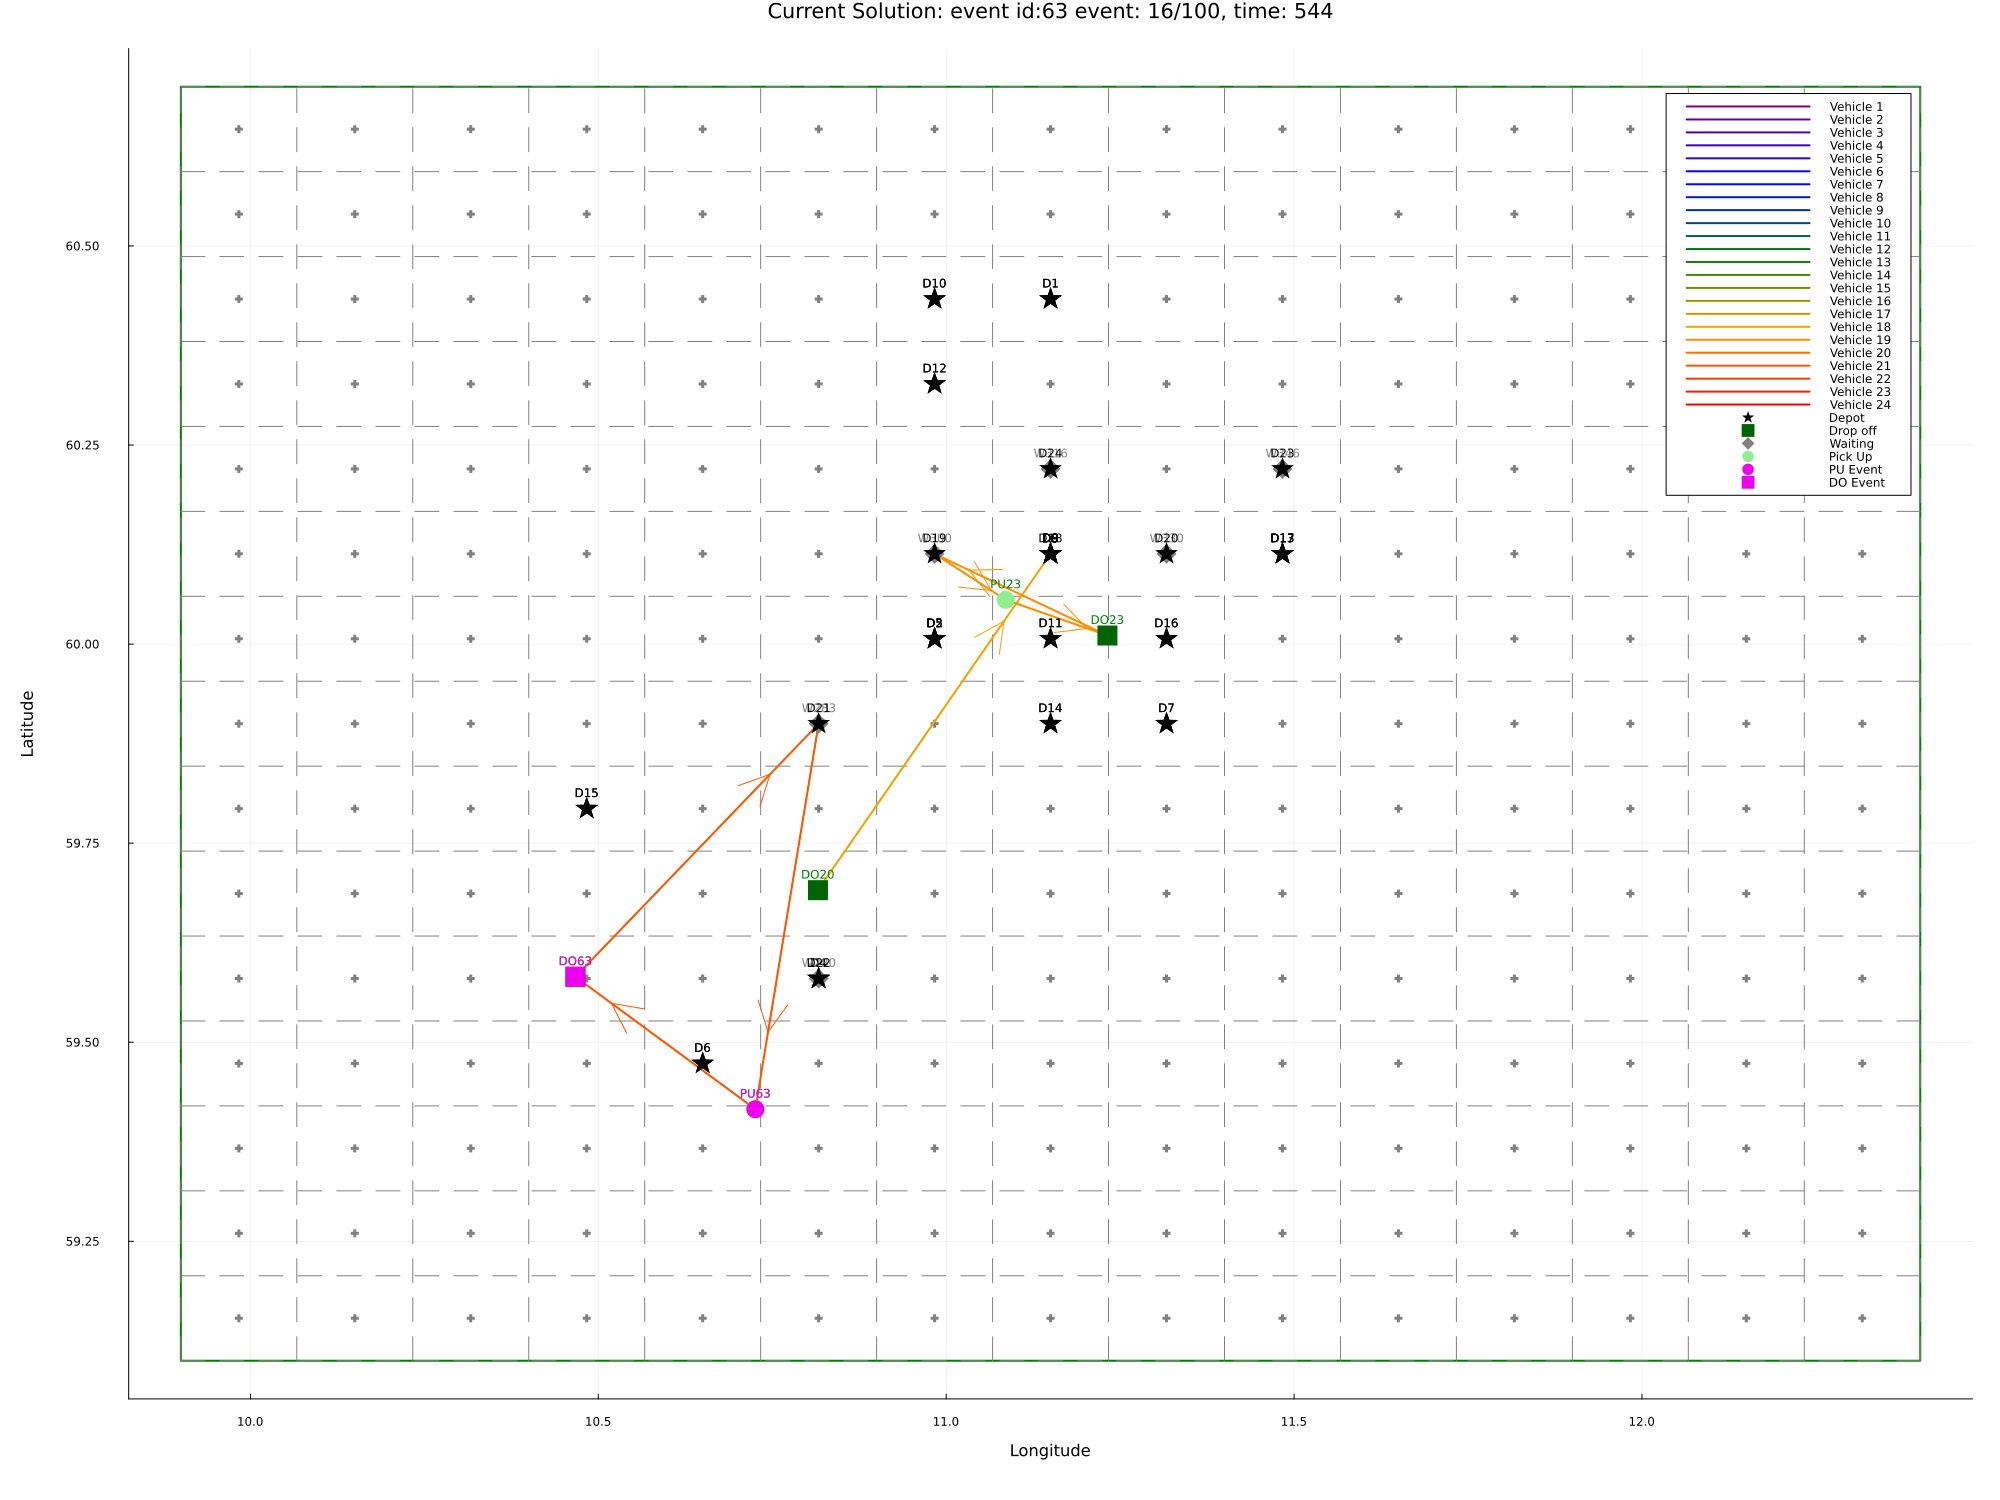 Current Solution: event id:63 event: 16/100, time: 544
Vehicle 1
Vehicle 2
Vehicle 3
Vehicle 4
Vehicle 5
Vehicle 6
Vehicle 7
Vehicle 8
Vehicle 9
Vehicle 10
Vehicle 11
Vehicle 12
Vehicle 13
Vehicle 14
Vehicle 15
Vehicle 16
Vehicle 17
Vehicle 18
Vehicle 19
Vehicle 20
Vehicle 21
Vehicle 22
Vehicle 23
Vehicle 24
Depot
Drop off
Waiting
Pick Up
PU Event
DO Event
60.50
D10
D1
D12
60.25
D24
D23
D19
D20
PU23
DO23
60.00
D11
D16
D21
D14
D7
D15
59.75
DO20
DO63
D22
59.50
D6
PU63
59.25
10.0
10.5
11.0
11.5
12.0
Longitude
Latitude